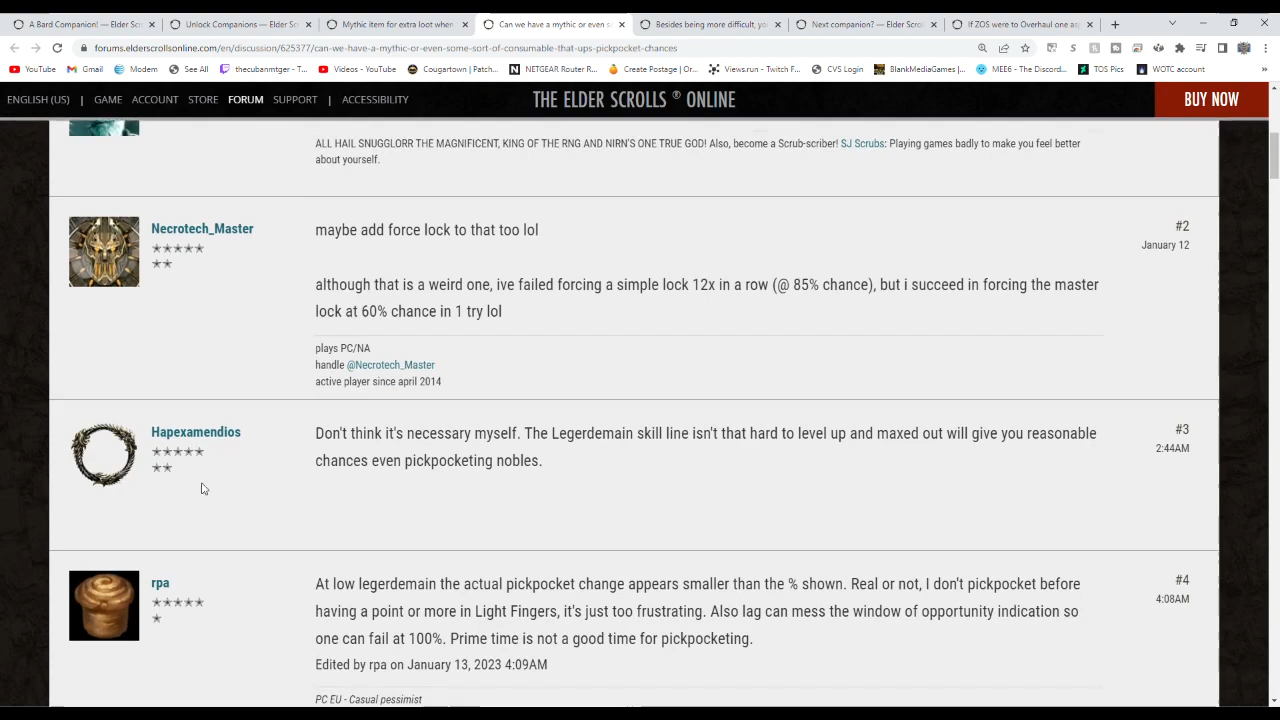 A Bard Companion! — Elder Scr
Unlock Companions — Elder Sc
Mythic item for extra loot when
Can we have a mythic or even s
Besides being more difficult, yo
Next companion? — Elder Scrol
If ZOS were to Overhaul one asp
forums.elderscrollsonline.com/en/discussion/625377/can-we-have-a-mythic-or-even-some-sort-of-consumable-that-ups-pickpocket-chances
YouTube
Gmail
Modem
See All
thecubanmtger - T...
Videos - YouTube
Cougartown | Patch...
NETGEAR Router R...
Create Postage | Or...
Views.run - Twitch F...
CVS Login
BlankMediaGames |...
MEE6 - The Discord...
TOS Pics
WOTC account
»
ENGLISH (US) | GAME ACCOUNT STORE FORUM SUPPORT | ACCESSIBILITY
THE ELDER SCROLLS ® ONLINE
BUY NOW
ALL HAIL SNUGGLORR THE MAGNIFICENT, KING OF THE RNG AND NIRN'S ONE TRUE GOD! Also, become a Scrub-scriber! SJ Scrubs: Playing games badly to make you feel better
about yourself.
Necrotech_Master
maybe add force lock to that too lol
#2
January 12
although that is a weird one, ive failed forcing a simple lock 12x in a row (@ 85% chance), but i succeed in forcing the master
lock at 60% chance in 1 try lol
plays PC/NA
handle @Necrotech_Master
active player since april 2014
Hapexamendios
Don't think it's necessary myself. The Legerdemain skill line isn't that hard to level up and maxed out will give you reasonable
chances even pickpocketing nobles.
#3
2:44AM
rpa
At low legerdemain the actual pickpocket change appears smaller than the % shown. Real or not, I don't pickpocket before
having a point or more in Light Fingers, it's just too frustrating. Also lag can mess the window of opportunity indication so
one can fail at 100%. Prime time is not a good time for pickpocketing.
#4
4:08AM
Edited by rpa on January 13, 2023 4:09AM
PC EU - Casual pessimist